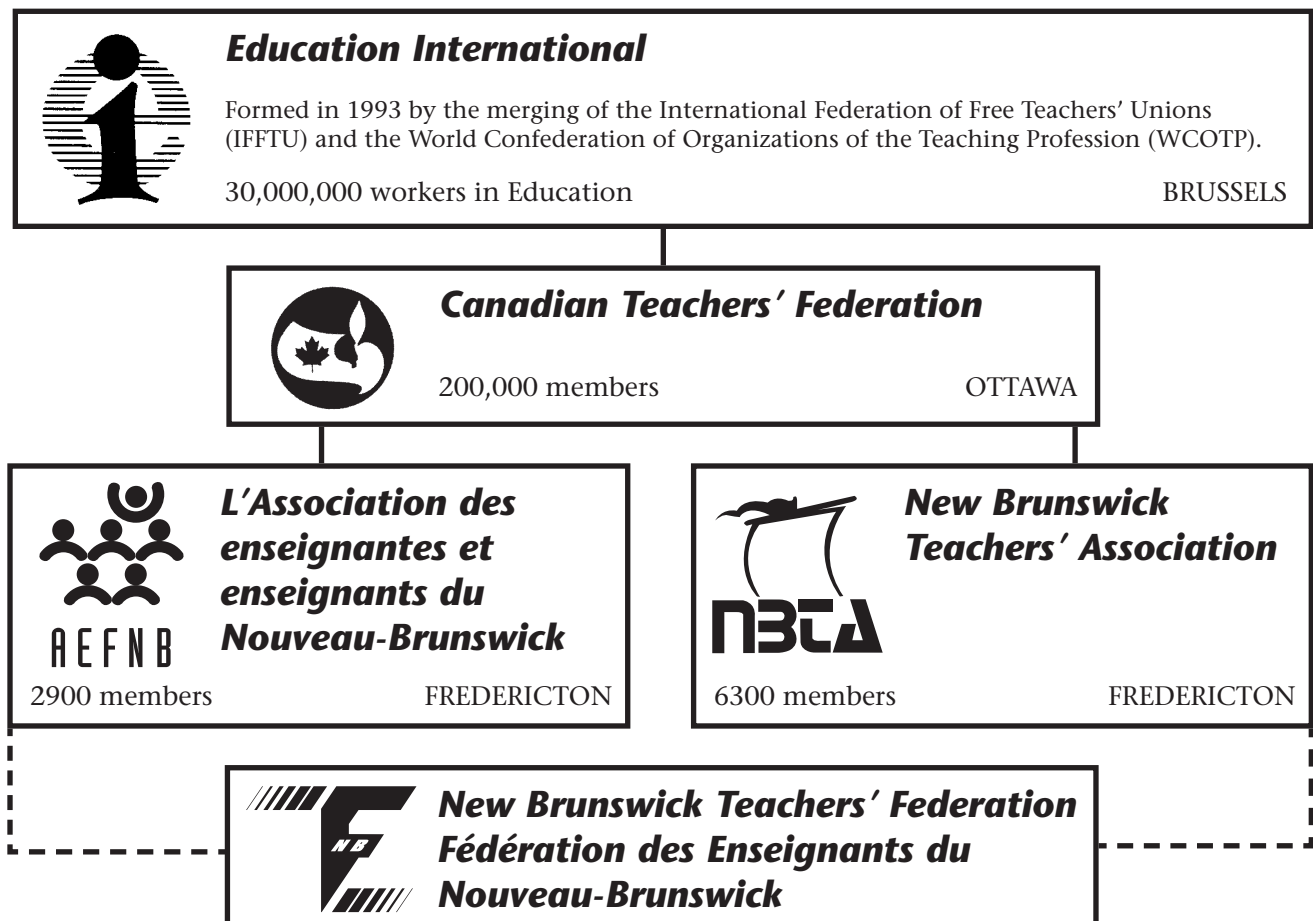 Education International
Formed in 1993 by the merging of the International Federation of Free Teachers’ Unions
(IFFTU) and the World Confederation of Organizations of the Teaching Profession (WCOTP).
30,000,000 workers in Education BRUSSELS
Canadian Teachers’ Federation
200,000 members OTTAWA
L’Association des
enseignantes et
enseignants du
Nouveau-Brunswick
AEFNB
2900 members FREDERICTON
New Brunswick
Teachers’ Association
NBTA
6300 members FREDERICTON
New Brunswick Teachers’ Federation
Fédération des Enseignants du
Nouveau-Brunswick
NB